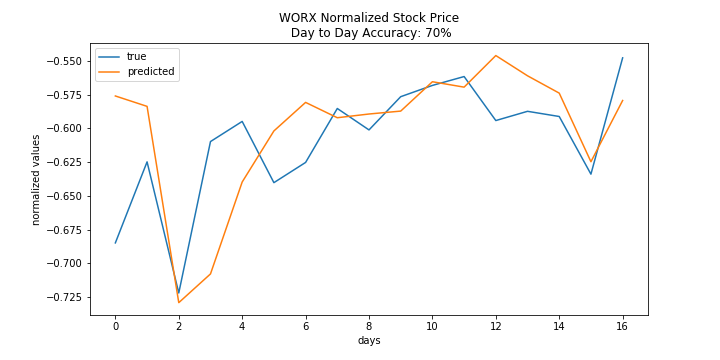 WORX Normalized Stock Price
Day to Day Accuracy: 70%
true
predicted
−0.550
−0.575
−0.600
−0.625
−0.650
−0.675
−0.700
−0.725
normalized values
0 2 4 6 8 10 12 14 16
days